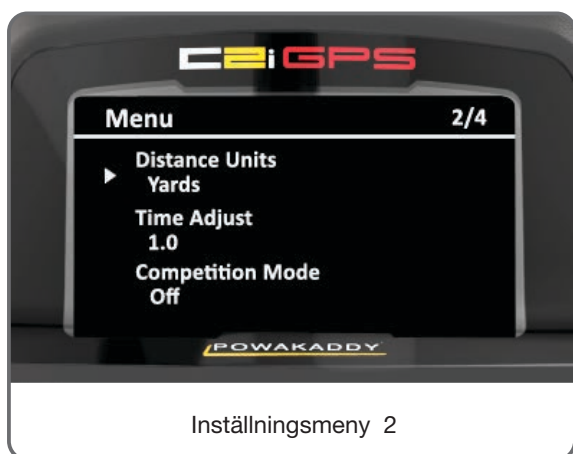 C2i GPS
Menu 2/4
Distance Units
Yards
Time Adjust
1.0
Competition Mode
Off
POWAKADDY
Inställningsmeny 2